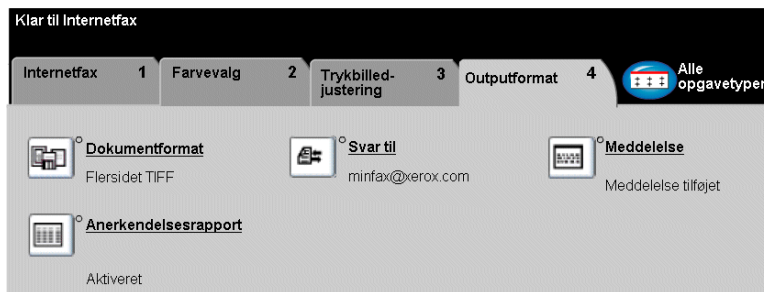 Klar til Internetfax
Internetfax 1
Farvevalg 2
Trykbilled-
justering 3
Outputformat 4
Alle
opgavetyper
Dokumentformat
Flersidet TIFF
Svar til
minfax@xerox.com
Meddelelse
Meddelelse tilføjet
Anerkendelsesrapport
Aktiveret